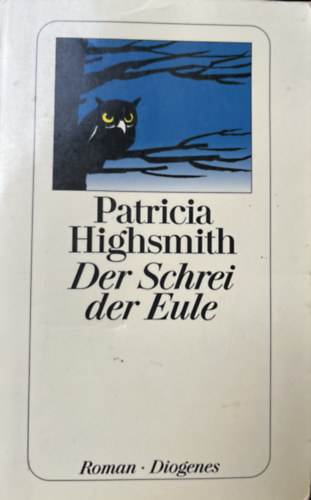 Patricia
Highsmith
Der Schrei
der Eule
Roman · Diogenes